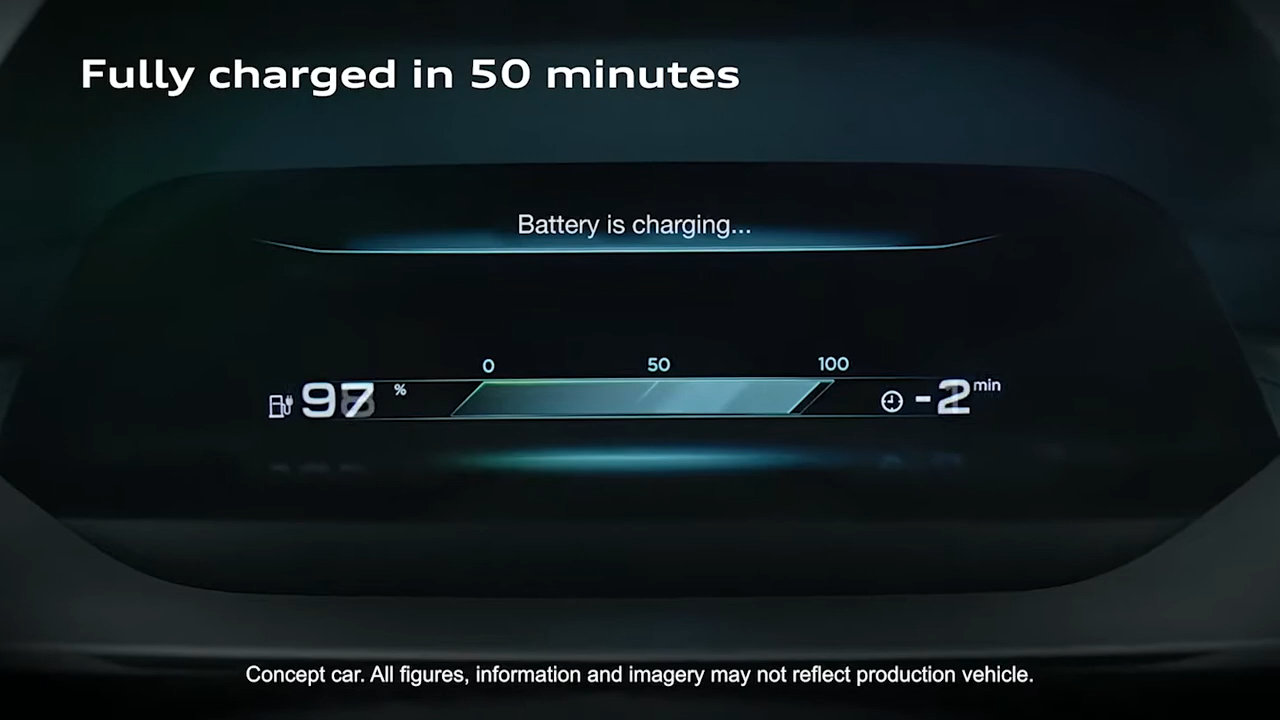 Fully charged in 50 minutes
Battery is charging...
0 50 100
97 % -2 min
Concept car. All figures, information and imagery may not reflect production vehicle.